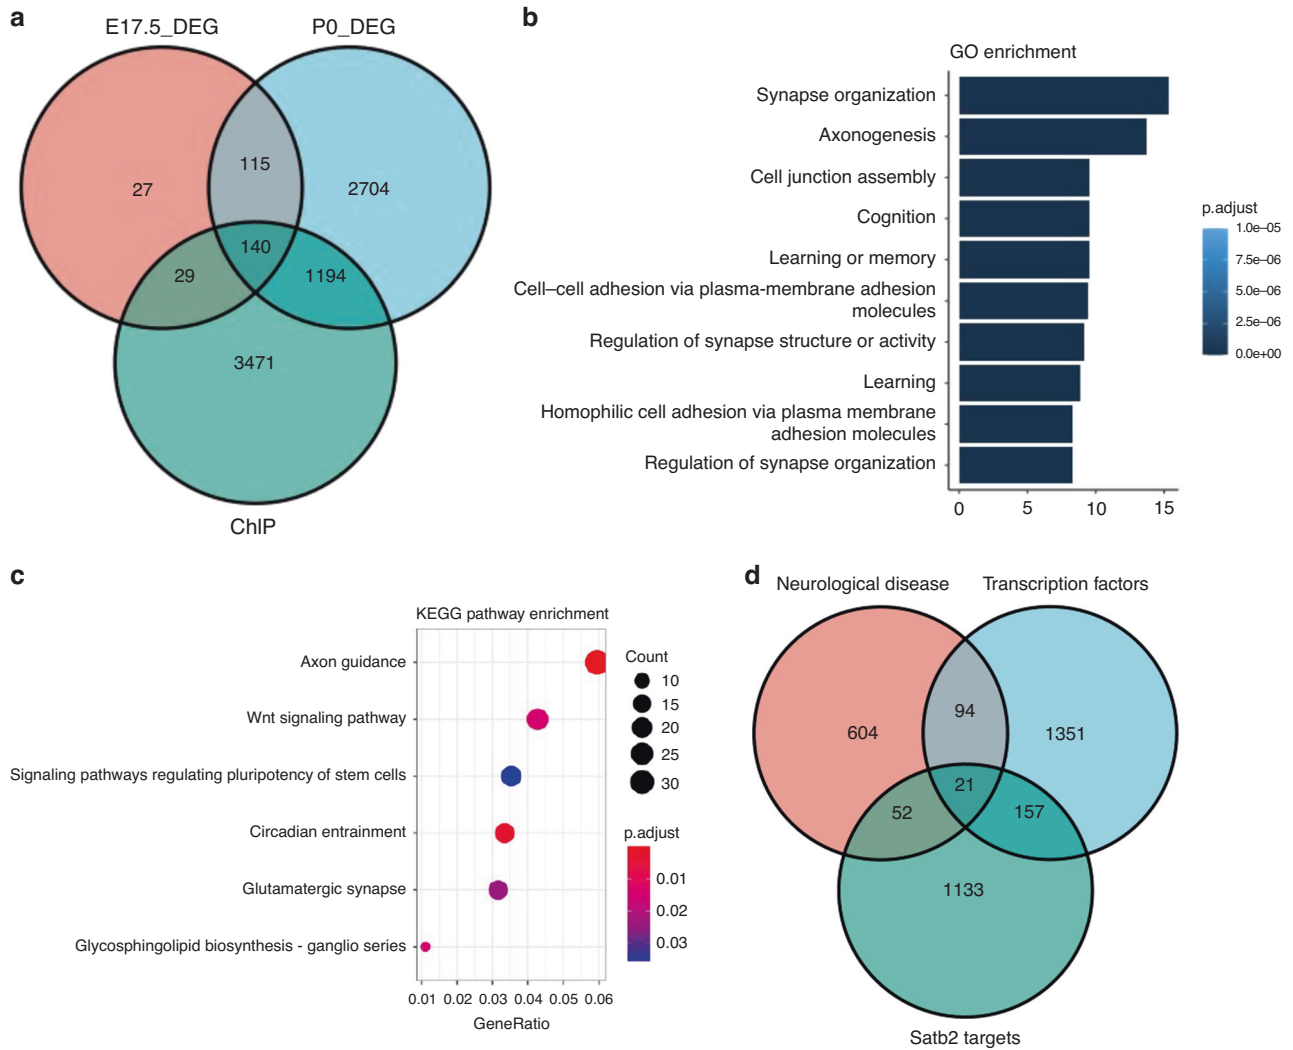 a
E17.5_DEG
P0_DEG
115
27
2704
140
29
1194
3471
ChIP
b
GO enrichment
Synapse organization
Axonogenesis
Cell junction assembly
Cognition
Learning or memory
Cell–cell adhesion via plasma-membrane adhesion
molecules
Regulation of synapse structure or activity
Learning
Homophilic cell adhesion via plasma membrane
adhesion molecules
Regulation of synapse organization
0
5
10
15
p.adjust
1.0e–05
7.5e–06
5.0e–06
2.5e–06
0.0e+00
c
KEGG pathway enrichment
Axon guidance
Wnt signaling pathway
Signaling pathways regulating pluripotency of stem cells
Circadian entrainment
Glutamatergic synapse
Glycosphingolipid biosynthesis - ganglio series
0.01 0.02 0.03 0.04 0.05 0.06
GeneRatio
Count
10
15
20
25
30
p.adjust
0.01
0.02
0.03
d
Neurological disease
Transcription factors
94
604
1351
21
52
157
1133
Satb2 targets